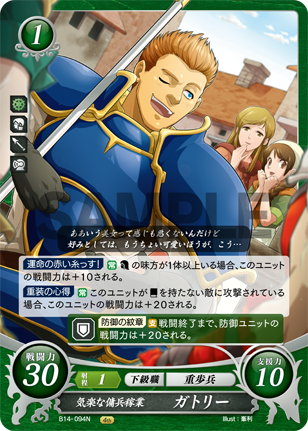 1
SAMPLE
ああいう美女って感じも悪くないんだけど
好みとしては、もうちょい可愛いほうが、こう…
運命の赤い糸っす! 常 の味方が1体以上いる場合、このユニット
の戦闘力は+10される。
重装の心得 常 このユニットが を持たない敵に攻撃されている
場合、このユニットの戦闘力は+20される。
防御の紋章 支 戦闘終了まで、防御ユニットの
戦闘力は+20される。
戦闘力
30
射程 1 下級職 重歩兵
支援力
10
気楽な傭兵稼業 ガトリー
B14-094N
Illust: